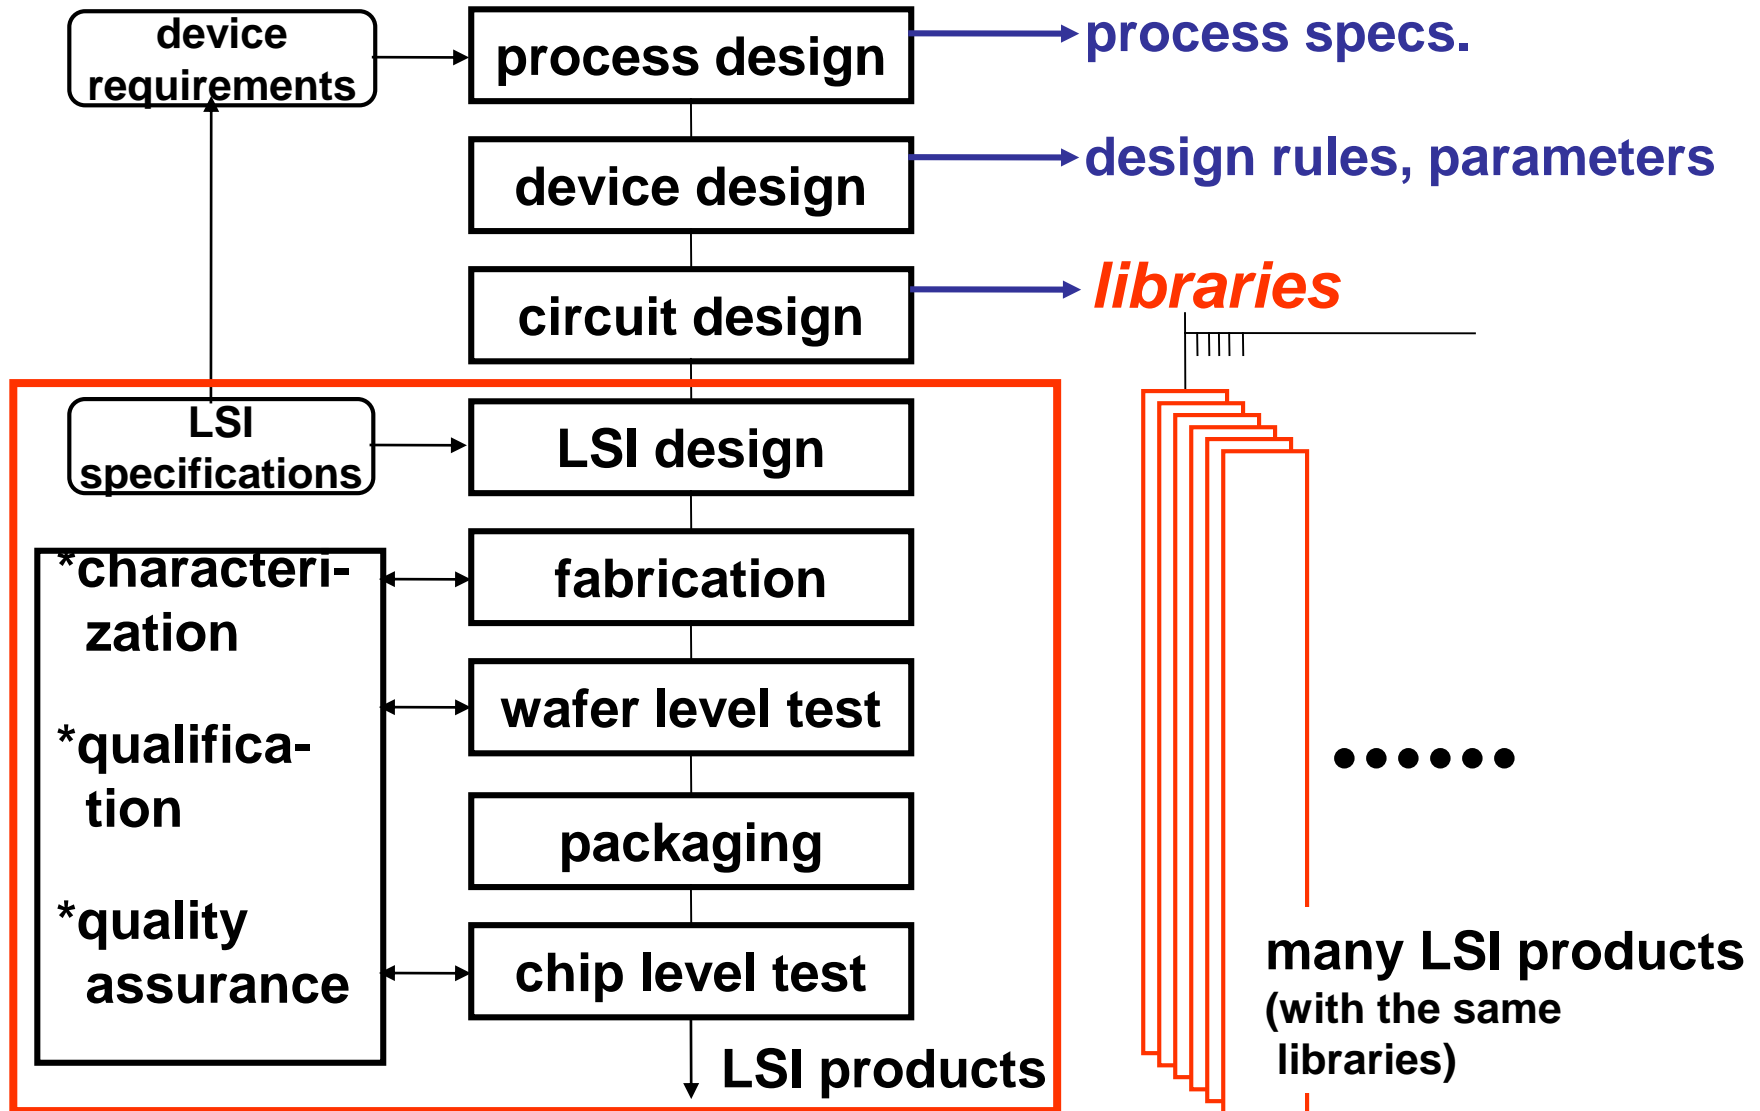 device
requirements
process design
process specs.
device design
design rules, parameters
circuit design
libraries
LSI
specifications
LSI design
*characteri-
zation
*qualifica-
tion
*quality
assurance
fabrication
wafer level test
packaging
chip level test
LSI products
many LSI products
(with the same
libraries)